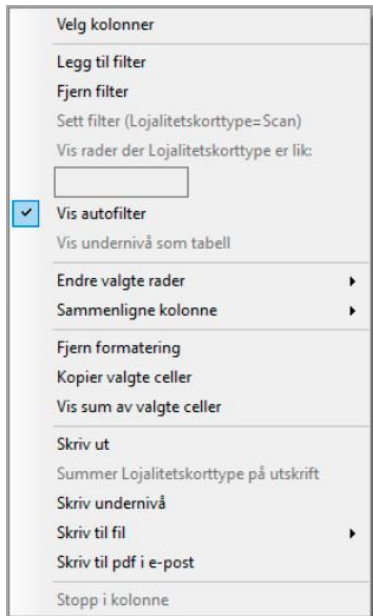 Velg kolonner
Legg til filter
Fjern filter
Sett filter (Lojalitetskorttype=Scan)
Vis rader der Lojalitetskorttype er lik:
Vis autofilter
Vis undernivå som tabell
Endre valgte rader
Sammenligne kolonne
Fjern formatering
Kopier valgte celler
Vis sum av valgte celler
Skriv ut
Summer Lojalitetskorttype på utskrift
Skriv undernivå
Skriv til fil
Skriv til pdf i e-post
Stopp i kolonne